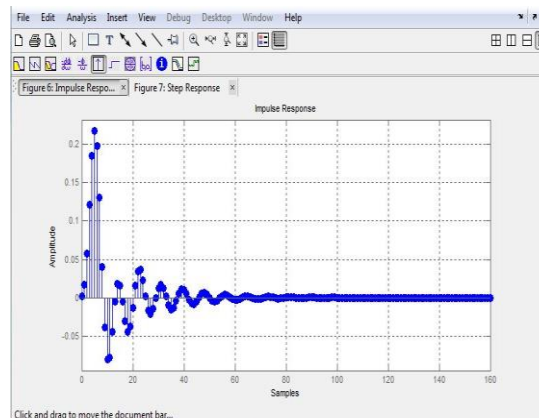 File Edit Analysis Insert View Debug Desktop Window Help
Figure 6: Impulse Respo... × Figure 7: Step Response ×
Impulse Response
0.2
0.15
0.1
0.05
0
-0.05
Amplitude
0 20 40 60 80 100 120 140 160
Samples
Click and drag to move the document bar...